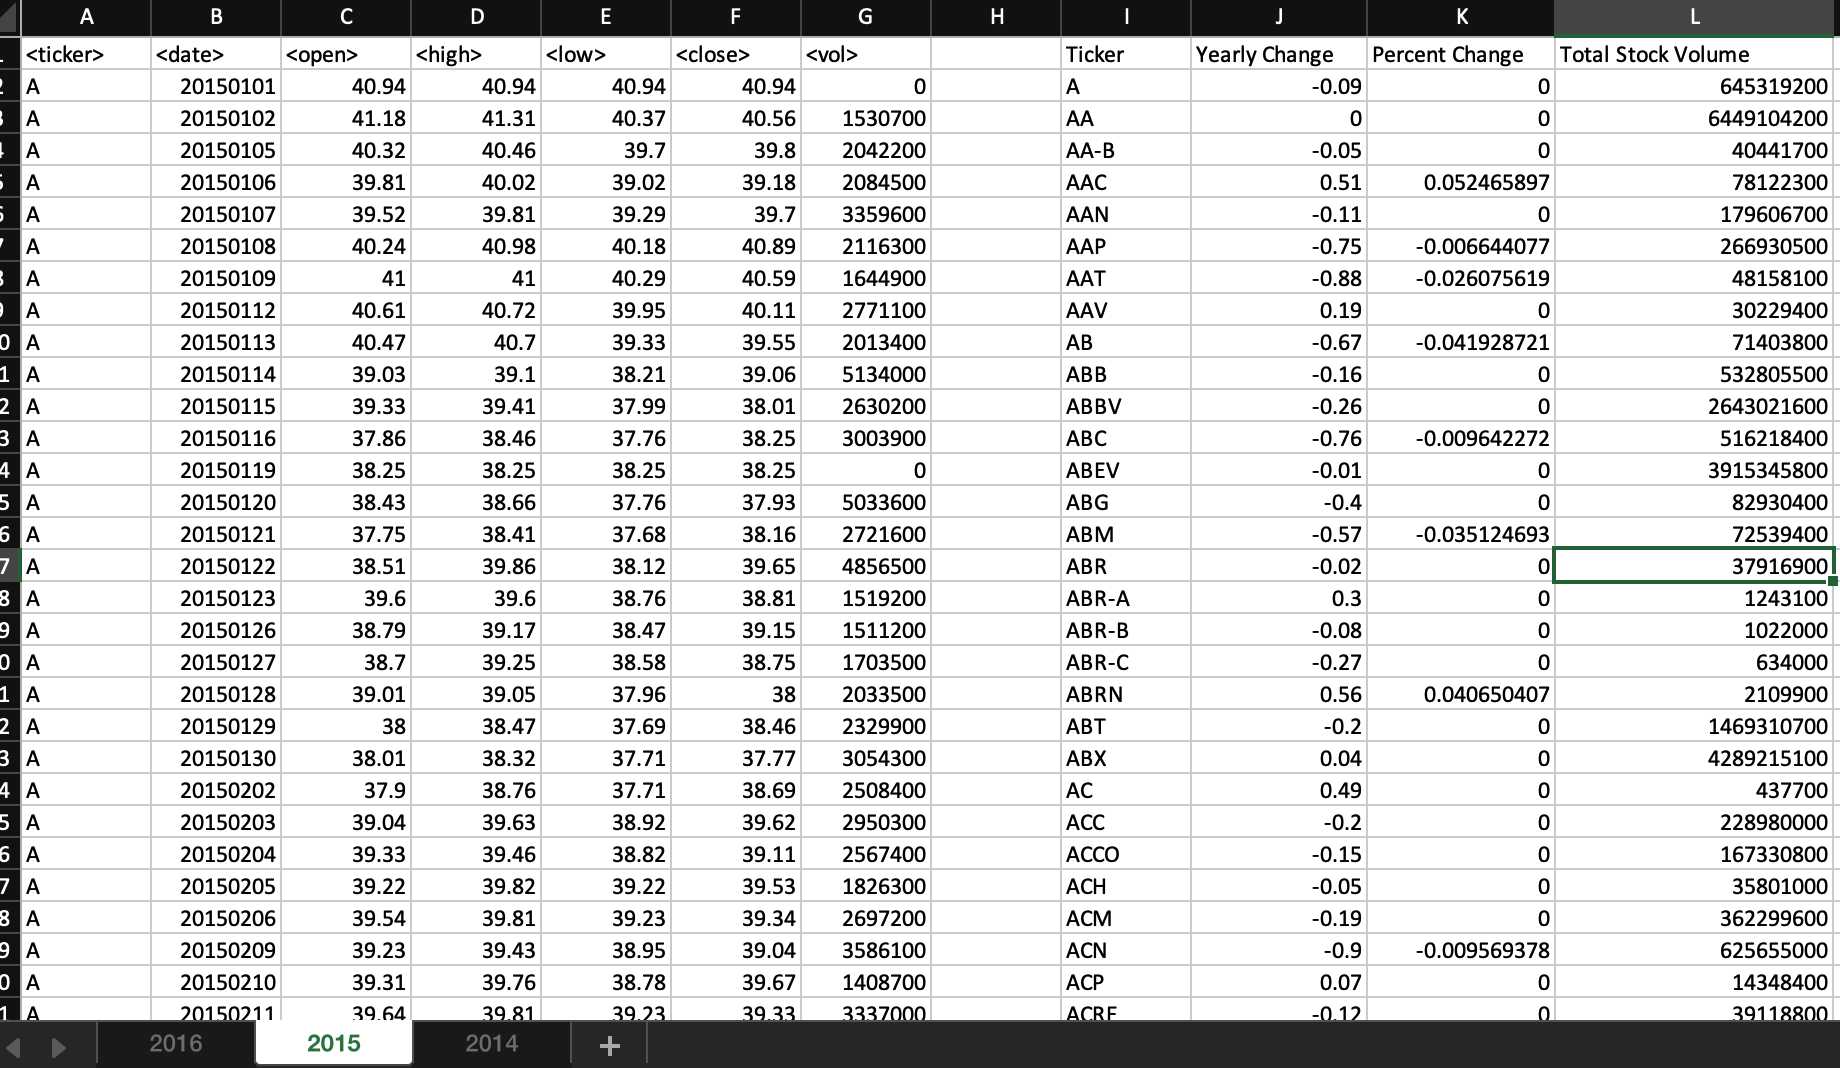 A B C D E F G H I J K L
<ticker> <date> <open> <high> <low> <close> <vol> Ticker Yearly Change Percent Change Total Stock Volume
2 A 20150101 40.94 40.94 40.94 40.94 0 A -0.09 0 645319200
3 A 20150102 41.18 41.31 40.37 40.56 1530700 AA 0 0 6449104200
4 A 20150105 40.32 40.46 39.7 39.8 2042200 AA-B -0.05 0 40441700
5 A 20150106 39.81 40.02 39.02 39.18 2084500 AAC 0.51 0.052465897 78122300
6 A 20150107 39.52 39.81 39.29 39.7 3359600 AAN -0.11 0 179606700
7 A 20150108 40.24 40.98 40.18 40.89 2116300 AAP -0.75 -0.006644077 266930500
8 A 20150109 41 41 40.29 40.59 1644900 AAT -0.88 -0.026075619 48158100
9 A 20150112 40.61 40.72 39.95 40.11 2771100 AAV 0.19 0 30229400
0 A 20150113 40.47 40.7 39.33 39.55 2013400 AB -0.67 -0.041928721 71403800
1 A 20150114 39.03 39.1 38.21 39.06 5134000 ABB -0.16 0 532805500
2 A 20150115 39.33 39.41 37.99 38.01 2630200 ABBV -0.26 0 2643021600
3 A 20150116 37.86 38.46 37.76 38.25 3003900 ABC -0.76 -0.009642272 516218400
4 A 20150119 38.25 38.25 38.25 38.25 0 ABEV -0.01 0 3915345800
5 A 20150120 38.43 38.66 37.76 37.93 5033600 ABG -0.4 0 82930400
6 A 20150121 37.75 38.41 37.68 38.16 2721600 ABM -0.57 -0.035124693 72539400
7 A 20150122 38.51 39.86 38.12 39.65 4856500 ABR -0.02 0 37916900
8 A 20150123 39.6 39.6 38.76 38.81 1519200 ABR-A 0.3 0 1243100
9 A 20150126 38.79 39.17 38.47 39.15 1511200 ABR-B -0.08 0 1022000
0 A 20150127 38.7 39.25 38.58 38.75 1703500 ABR-C -0.27 0 634000
1 A 20150128 39.01 39.05 37.96 38 2033500 ABRN 0.56 0.040650407 2109900
2 A 20150129 38 38.47 37.69 38.46 2329900 ABT -0.2 0 1469310700
3 A 20150130 38.01 38.32 37.71 37.77 3054300 ABX 0.04 0 4289215100
4 A 20150202 37.9 38.76 37.71 38.69 2508400 AC 0.49 0 437700
5 A 20150203 39.04 39.63 38.92 39.62 2950300 ACC -0.2 0 228980000
6 A 20150204 39.33 39.46 38.82 39.11 2567400 ACCO -0.15 0 167330800
7 A 20150205 39.22 39.82 39.22 39.53 1826300 ACH -0.05 0 35801000
8 A 20150206 39.54 39.81 39.23 39.34 2697200 ACM -0.19 0 362299600
9 A 20150209 39.23 39.43 38.95 39.04 3586100 ACN -0.9 -0.009569378 625655000
0 A 20150210 39.31 39.76 38.78 39.67 1408700 ACP 0.07 0 14348400
1 A 20150211 39.64 39.81 39.23 39.33 3337000 ACRE -0.12 0 39118800
2016 2015 2014 +